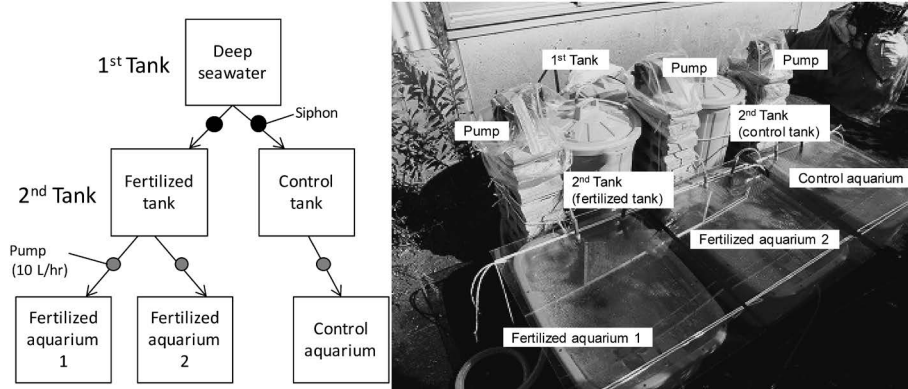 1st Tank
Deep
seawater
Siphon
2nd Tank
Fertilized
tank
Control
tank
Pump
(10 L/hr)
Fertilized
aquarium
1
Fertilized
aquarium
2
Control
aquarium
1st Tank
Pump
Pump
Pump
2nd Tank
(control tank)
2nd Tank
(fertilized tank)
Control aquarium
Fertilized aquarium 2
Fertilized aquarium 1